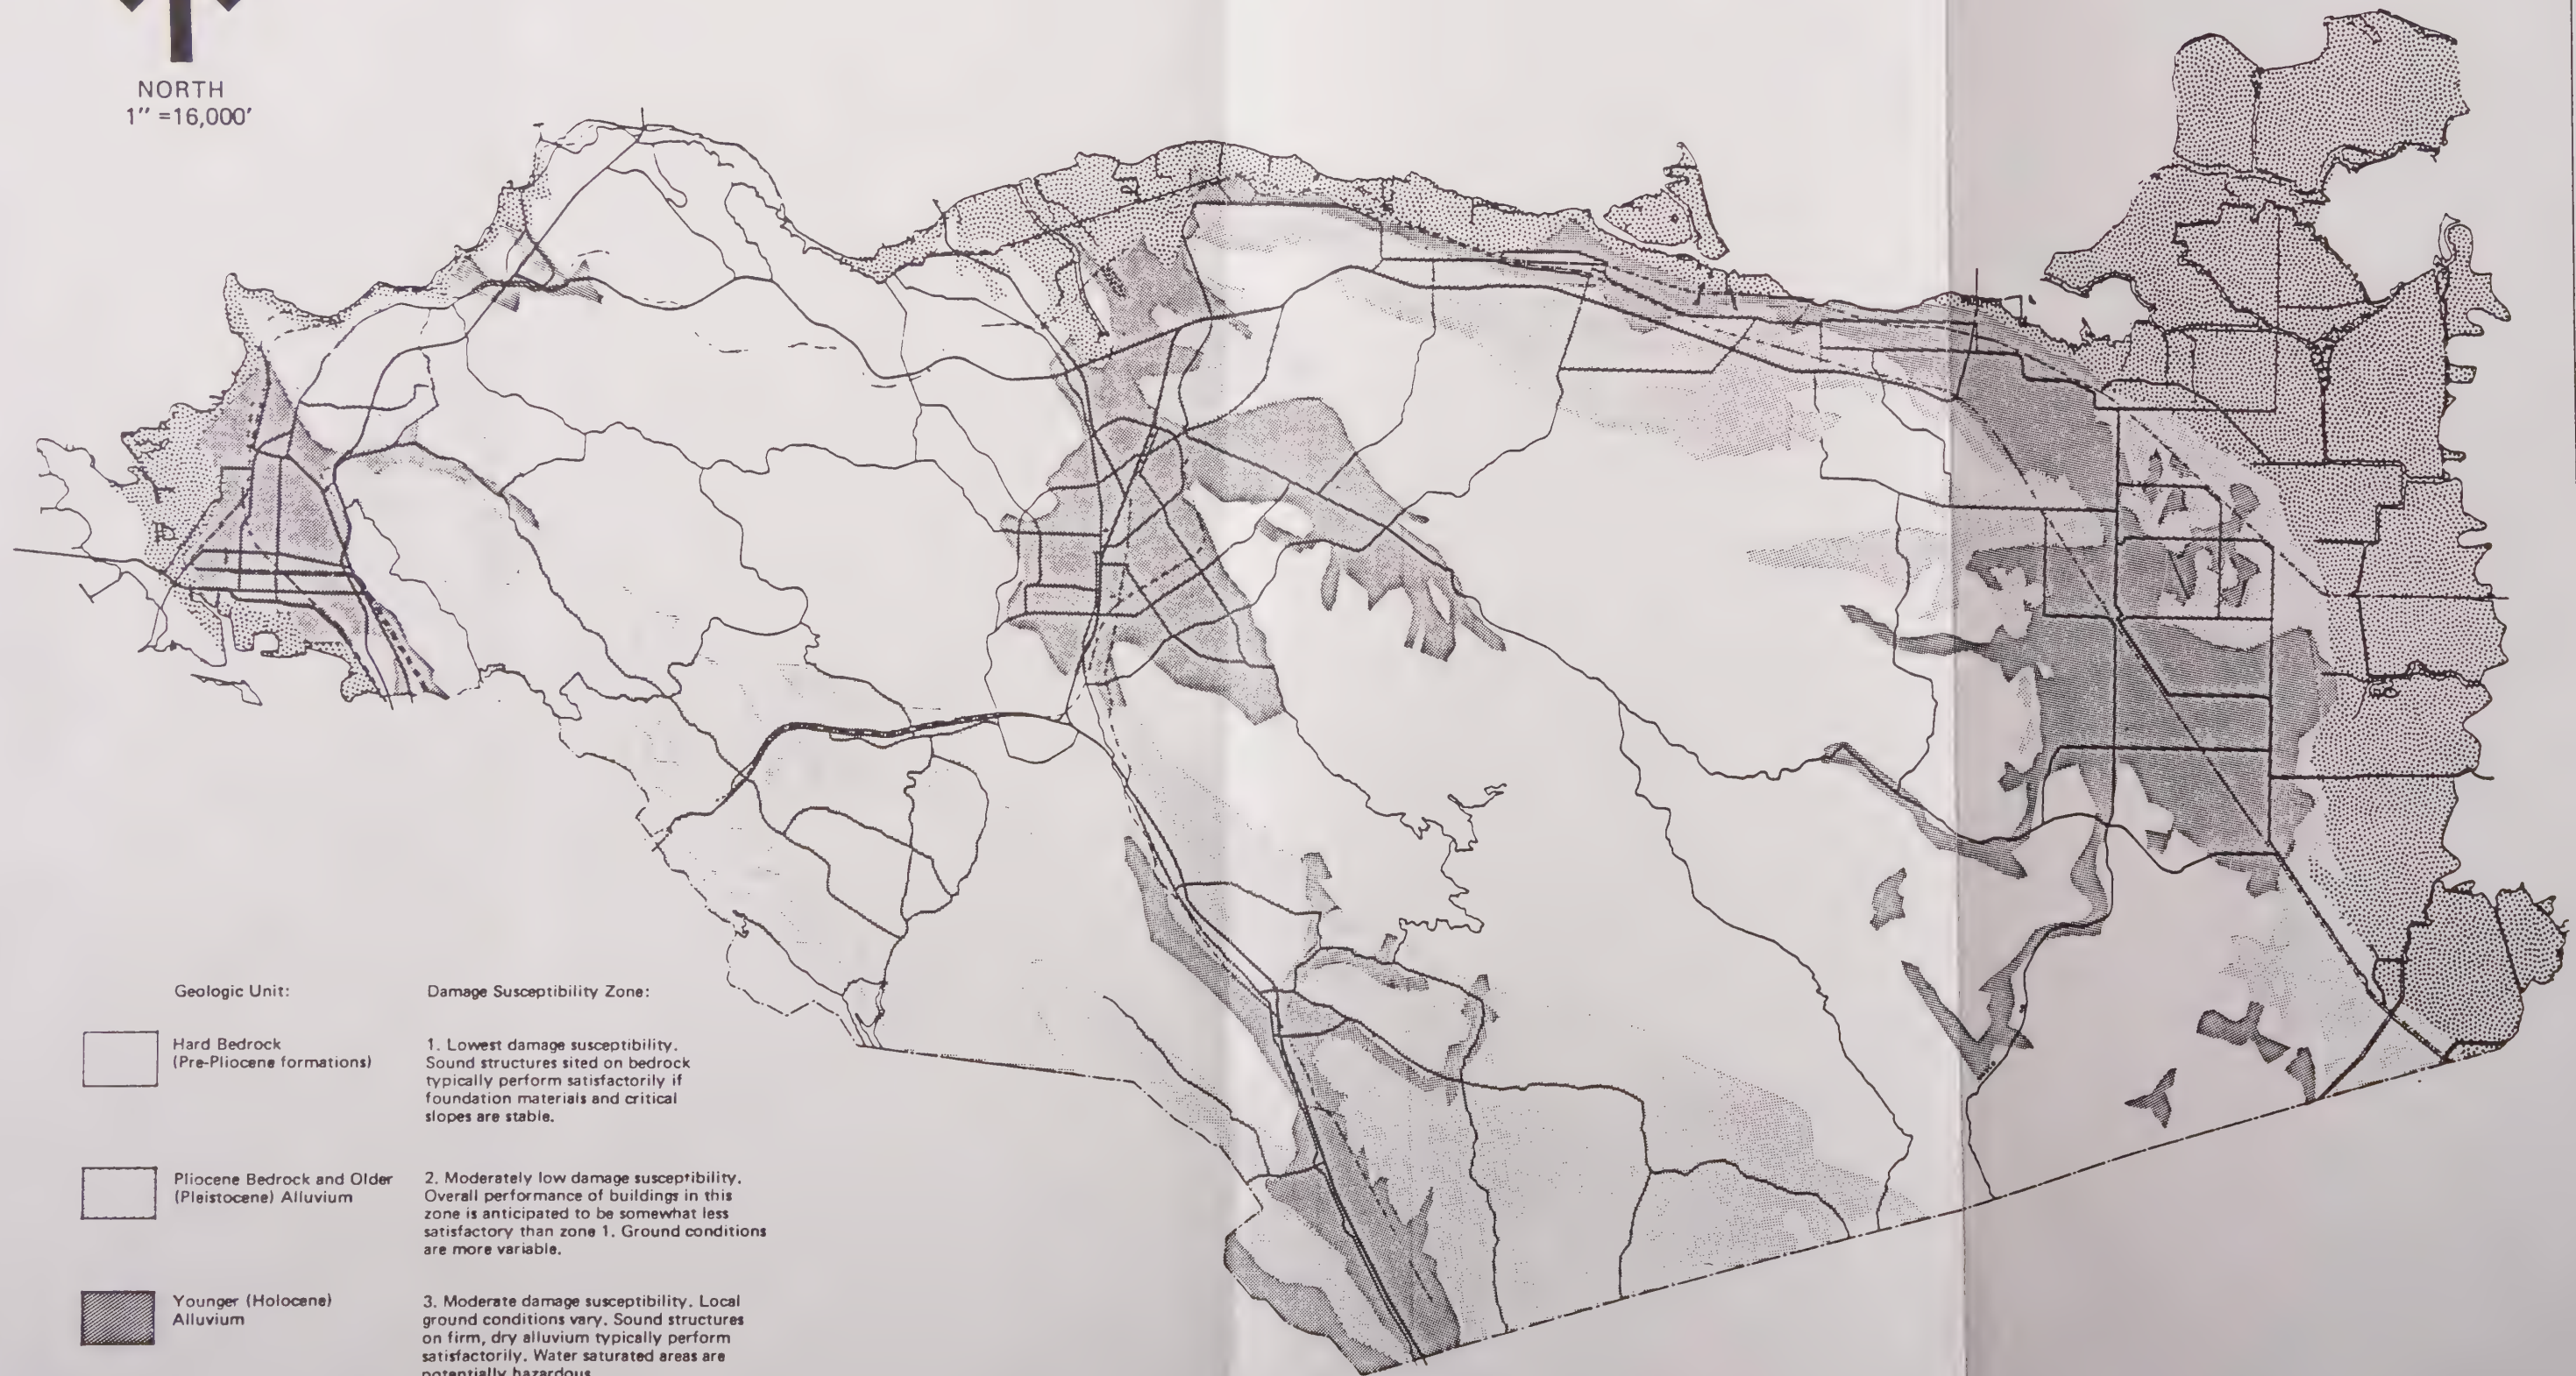 NORTH
1" =16,000'
Geologic Unit:
Damage Susceptibility Zone:
Hard Bedrock
(Pre-Pliocene formations)
1. Lowest damage susceptibility.
Sound structures sited on bedrock
typically perform satisfactorily if
foundation materials and critical
slopes are stable.
Pliocene Bedrock and Older
(Pleistocene) Alluvium
2. Moderately low damage susceptibility.
Overall performance of buildings in this
zone is anticipated to be somewhat less
satisfactory than zone 1. Ground conditions
are more variable.
Younger (Holocene)
Alluvium
3. Moderate damage susceptibility. Local
ground conditions vary. Sound structures
on firm, dry alluvium typically perform
satisfactorily. Water saturated areas are
potentially hazardous.